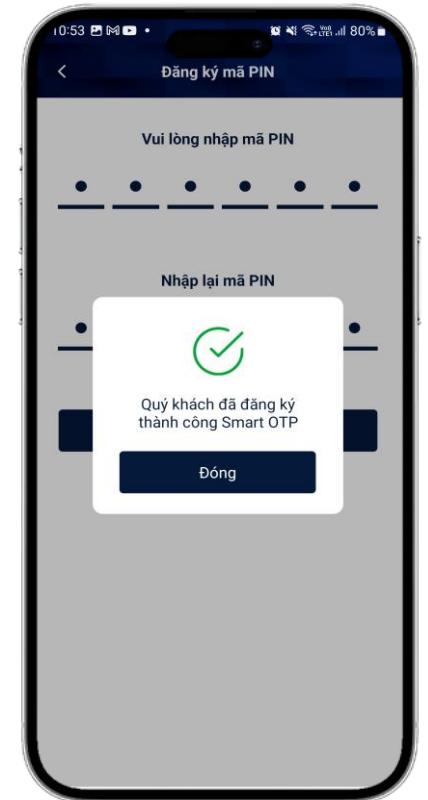 10:53
80%
Đăng ký mã PIN
Vui lòng nhập mã PIN
Nhập lại mã PIN
Quý khách đã đăng ký
thành công Smart OTP
Đóng